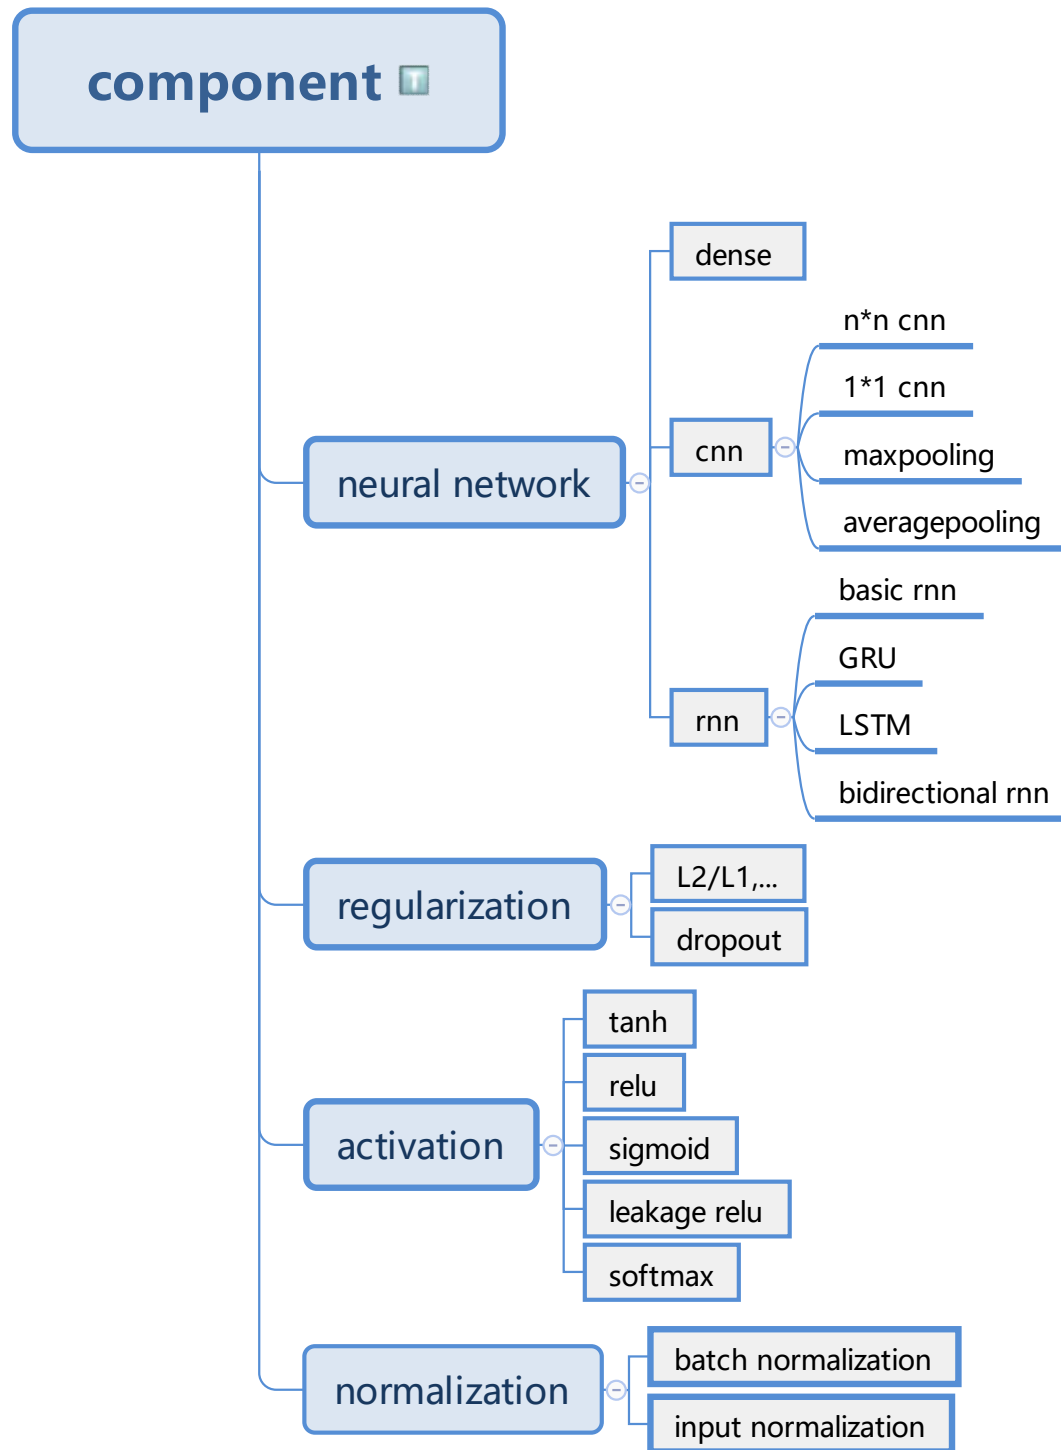 component
neural network
dense
cnn
n*n cnn
1*1 cnn
maxpooling
averagepooling
rnn
basic rnn
GRU
LSTM
bidirectional rnn
regularization
L2/L1,...
dropout
activation
tanh
relu
sigmoid
leakage relu
softmax
normalization
batch normalization
input normalization